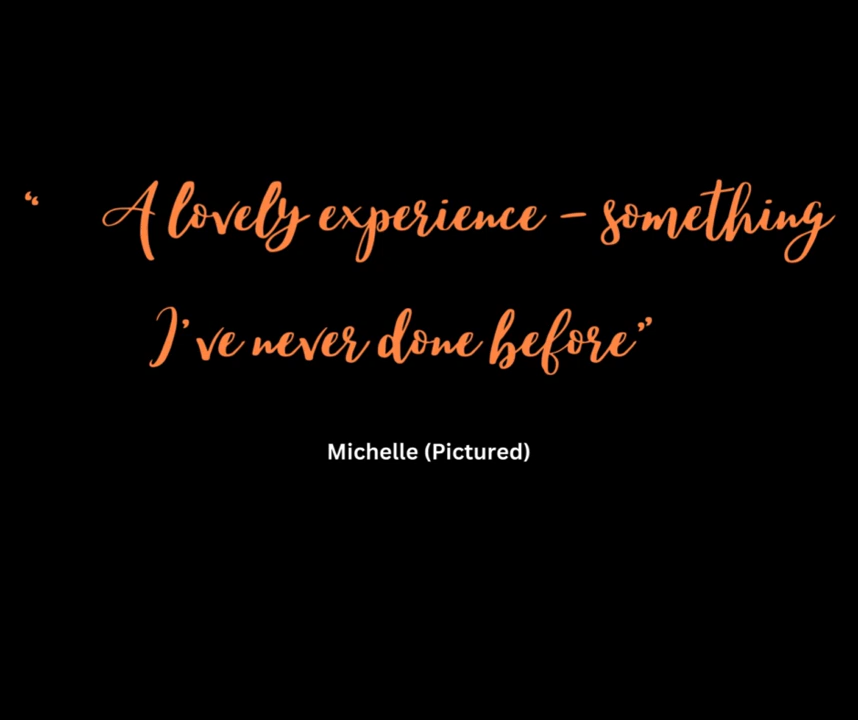 “ A lovely experience – something
I’ve never done before”
Michelle (Pictured)